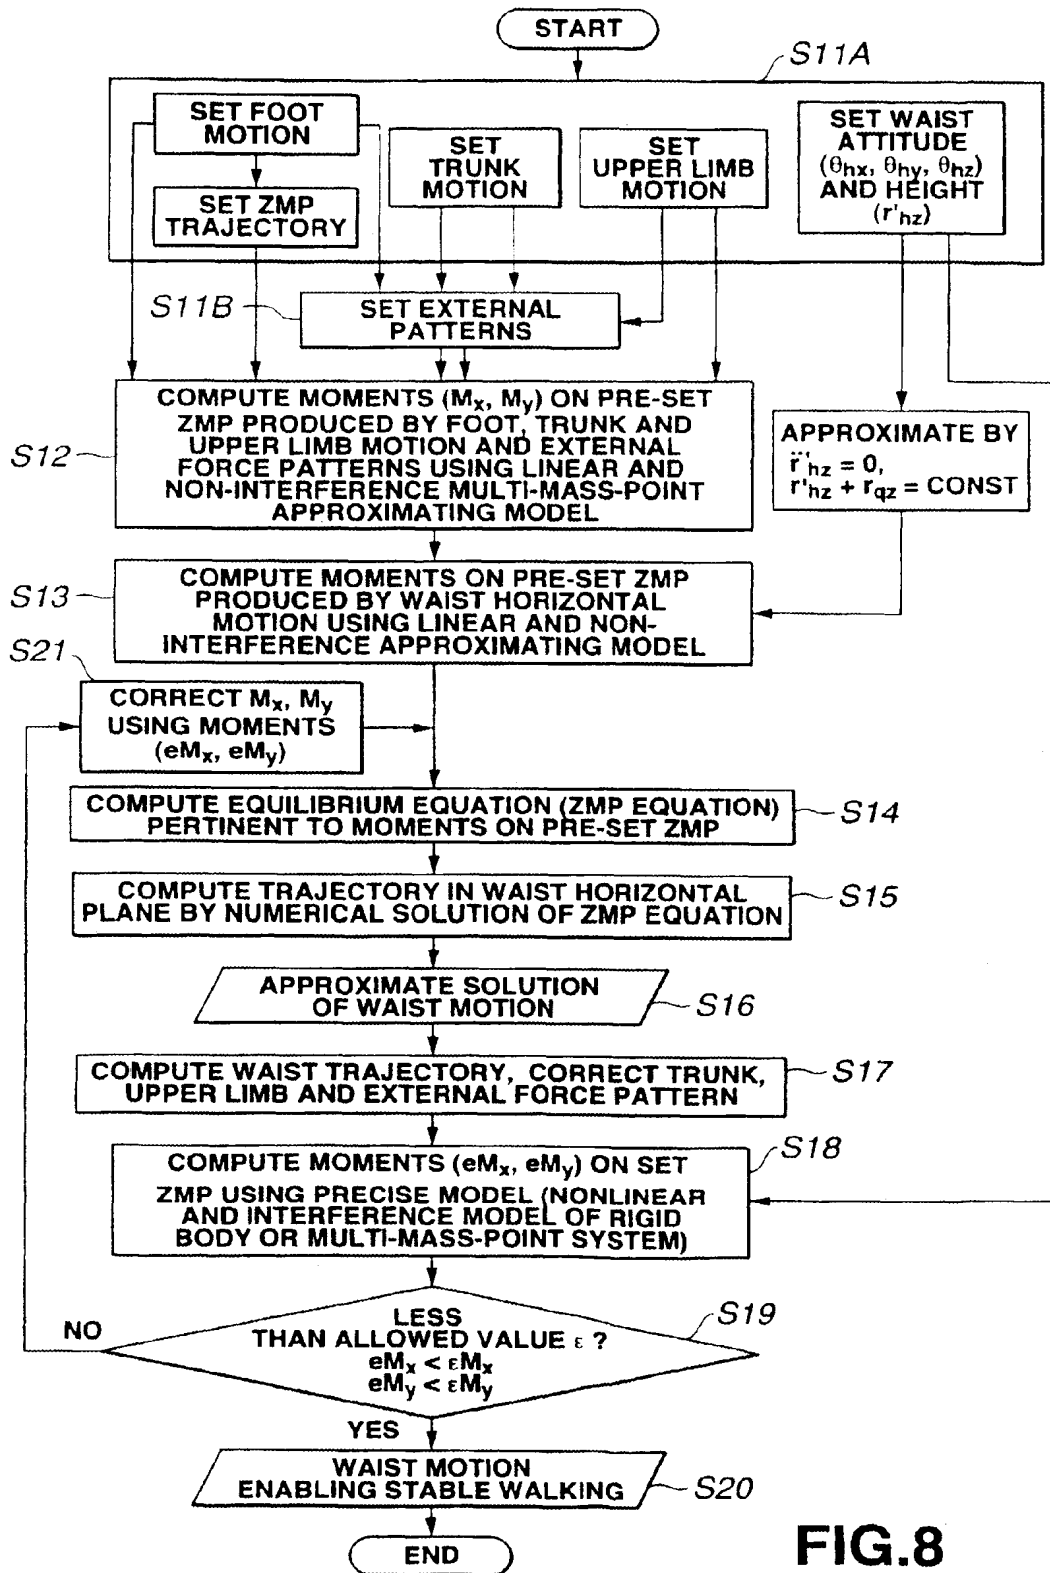 START
S11A
SET FOOT
MOTION
SET ZMP
TRAJECTORY
SET
TRUNK
MOTION
SET
UPPER LIMB
MOTION
SET WAIST
ATTITUDE
(θhx, θhy, θhz)
AND HEIGHT
(r'hz)
S11B
SET EXTERNAL
PATTERNS
S12
COMPUTE MOMENTS (Mx, My) ON PRE-SET
ZMP PRODUCED BY FOOT, TRUNK AND
UPPER LIMB MOTION AND EXTERNAL
FORCE PATTERNS USING LINEAR AND
NON-INTERFERENCE MULTI-MASS-POINT
APPROXIMATING MODEL
APPROXIMATE BY
r̈'hz = 0,
r'hz + rqz = CONST
S13
COMPUTE MOMENTS ON PRE-SET ZMP
PRODUCED BY WAIST HORIZONTAL
MOTION USING LINEAR AND NON-
INTERFERENCE APPROXIMATING MODEL
S21
CORRECT Mx, My
USING MOMENTS
(eMx, eMy)
COMPUTE EQUILIBRIUM EQUATION (ZMP EQUATION)
PERTINENT TO MOMENTS ON PRE-SET ZMP
S14
COMPUTE TRAJECTORY IN WAIST HORIZONTAL
PLANE BY NUMERICAL SOLUTION OF ZMP EQUATION
S15
APPROXIMATE SOLUTION
OF WAIST MOTION
S16
COMPUTE WAIST TRAJECTORY, CORRECT TRUNK,
UPPER LIMB AND EXTERNAL FORCE PATTERN
S17
COMPUTE MOMENTS (eMx, eMy) ON SET
ZMP USING PRECISE MODEL (NONLINEAR
AND INTERFERENCE MODEL OF RIGID
BODY OR MULTI-MASS-POINT SYSTEM)
S18
LESS
THAN ALLOWED VALUE ε ?
eMx < εMx
eMy < εMy
S19
NO
YES
WAIST MOTION
ENABLING STABLE WALKING
S20
END
FIG.8